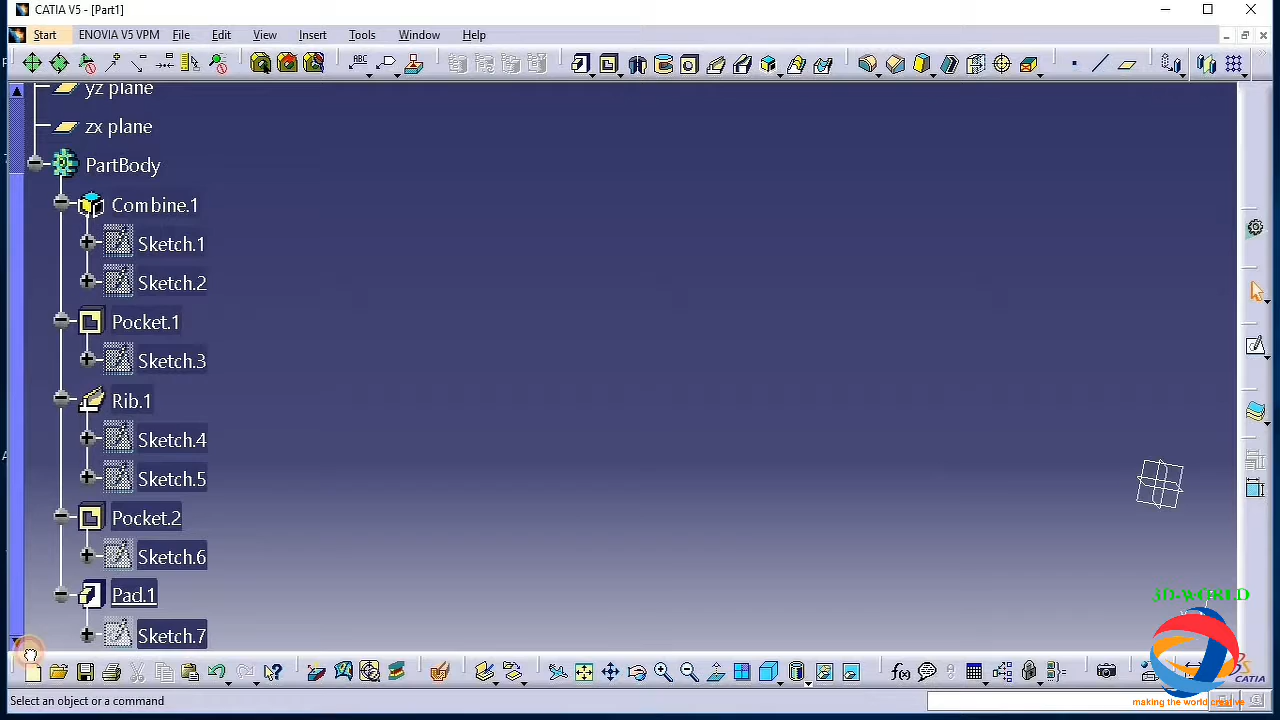 CATIA V5 - [Part1]
Start ENOVIA V5 VPM File Edit View Insert Tools Window Help
ABC
yz plane
zx plane
PartBody
Combine.1
Sketch.1
Sketch.2
Pocket.1
Sketch.3
Rib.1
Sketch.4
Sketch.5
Pocket.2
Sketch.6
Pad.1
Sketch.7
3D-WORLD
CATIA
making the world creative
f(x)
Select an object or a command